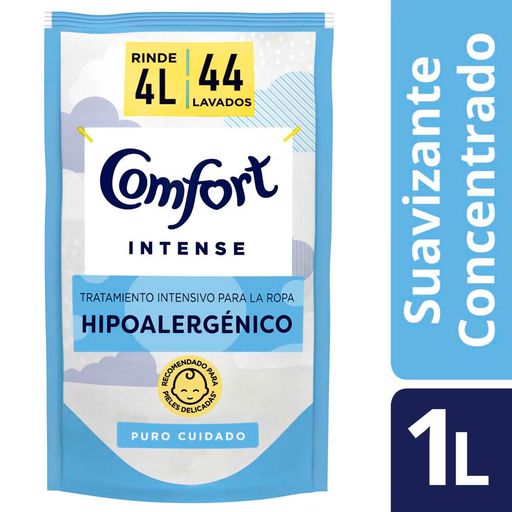 RINDE
4L
44
LAVADOS
Comfort
INTENSE
TRATAMIENTO INTENSIVO PARA LA ROPA
HIPOALERGÉNICO
RECOMENDADO PARA
PIELES DELICADAS*
PURO CUIDADO
Suavizante
Concentrado
1L